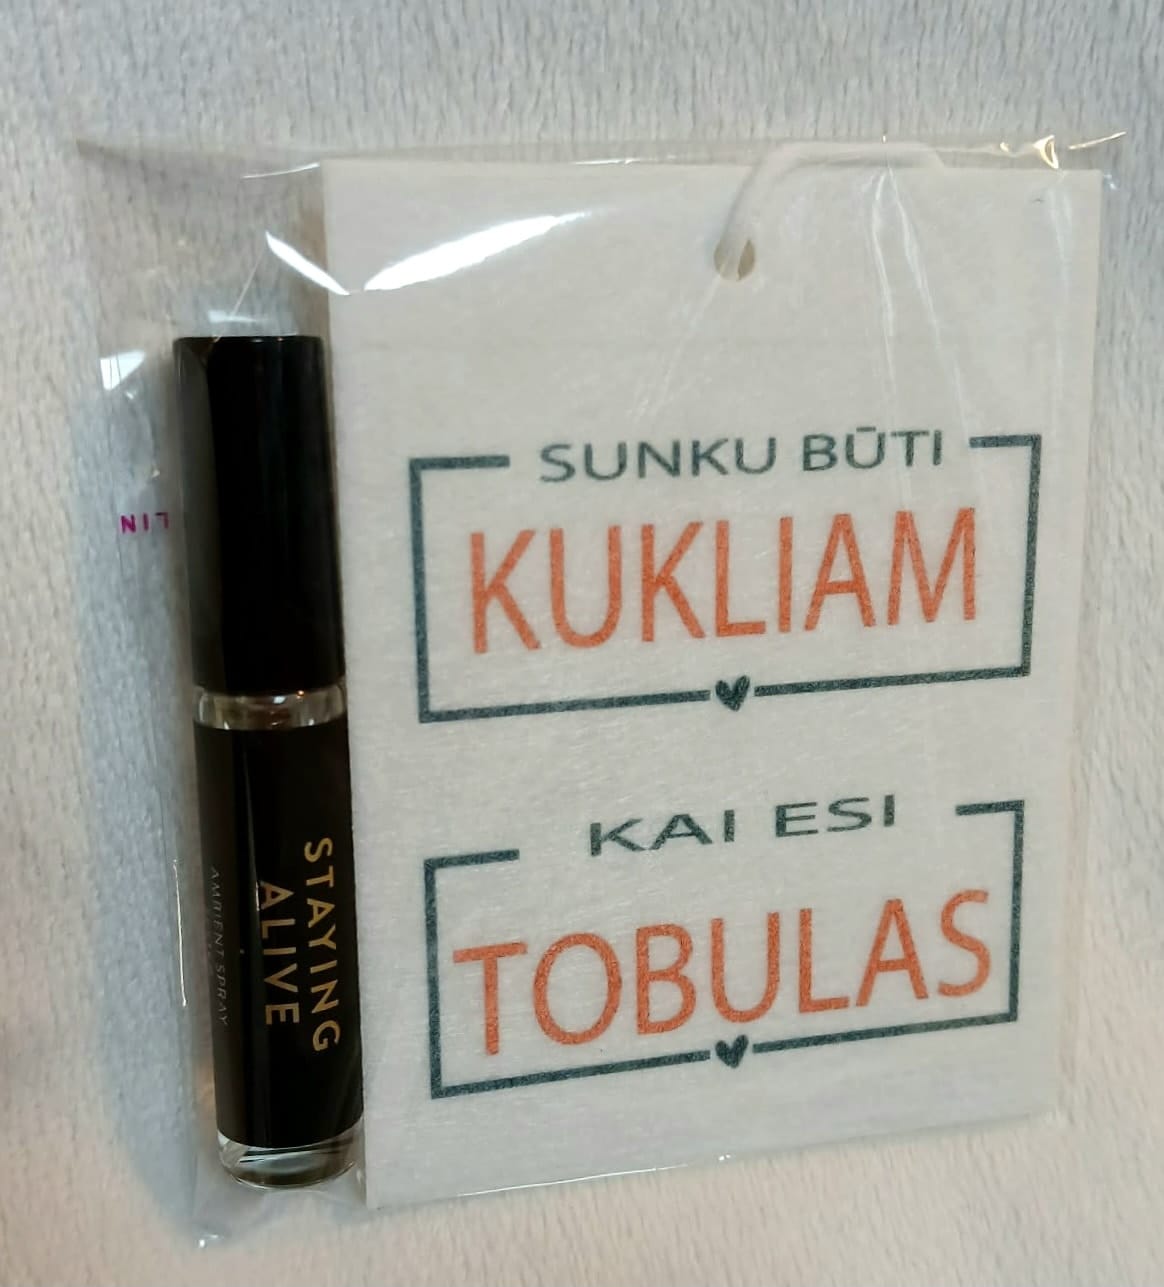 SUNKU BŪTI
KUKLIAM
KAI ESI
TOBULAS
STAYING
ALIVE
AMBIENT SPRAY